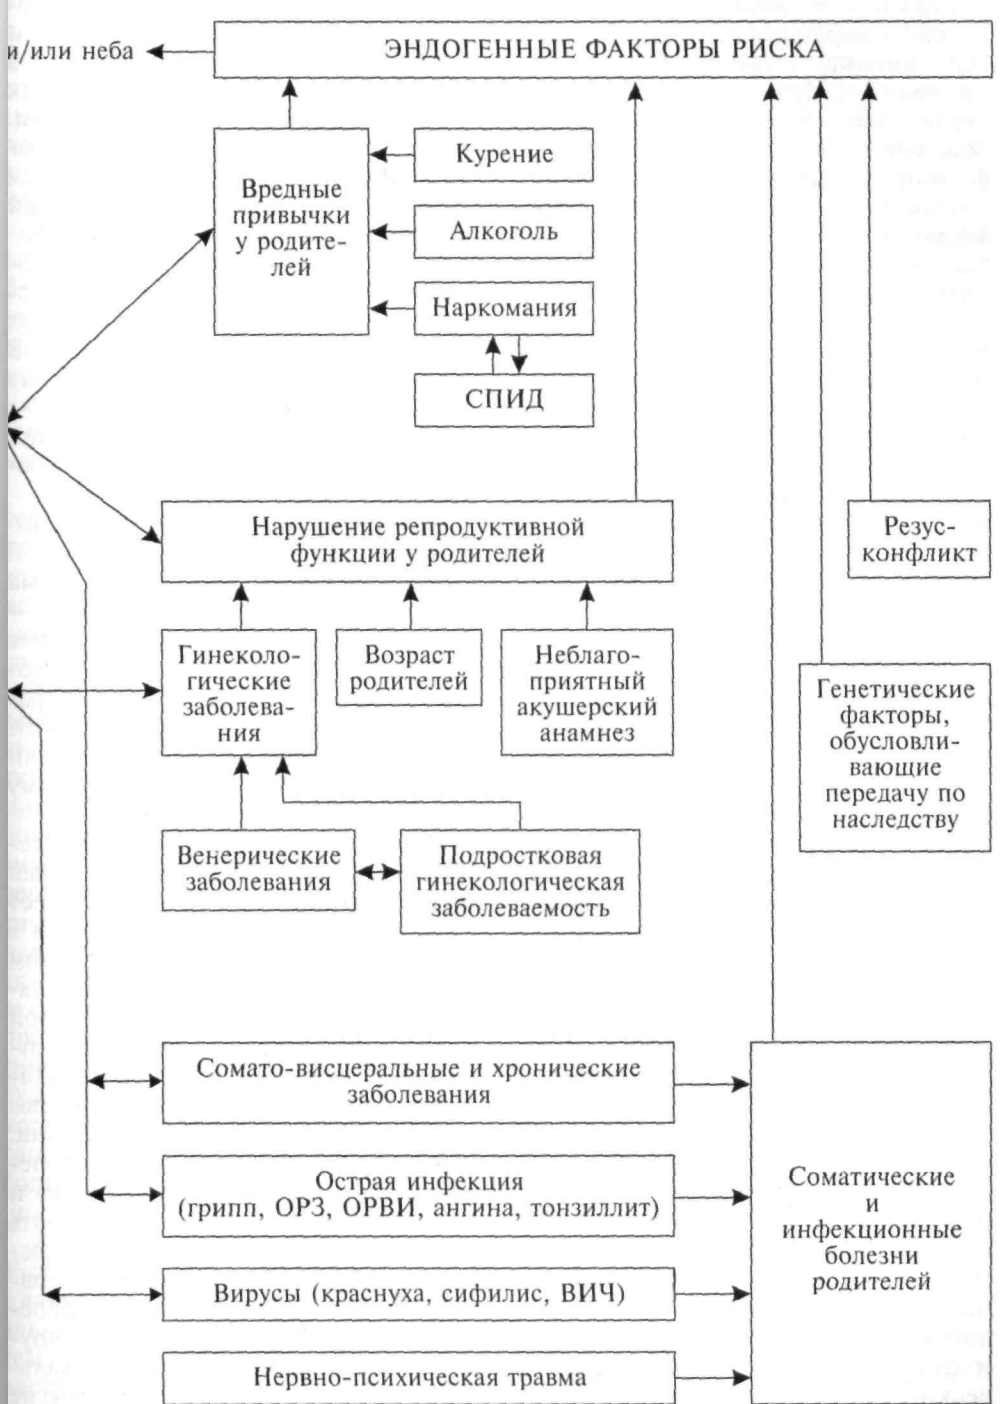 и/или неба
ЭНДОГЕННЫЕ ФАКТОРЫ РИСКА
Вредные
привычки
у родите-
лей
Курение
Алкоголь
Наркомания
СПИД
Нарушение репродуктивной
функции у родителей
Резус-
конфликт
Гинеколо-
гические
заболева-
ния
Возраст
родителей
Неблаго-
приятный
акушерский
анамнез
Генетические
факторы,
обусловли-
вающие
передачу по
наследству
Венерические
заболевания
Подростковая
гинекологическая
заболеваемость
Сомато-висцеральные и хронические
заболевания
Острая инфекция
(грипп, ОРЗ, ОРВИ, ангина, тонзиллит)
Вирусы (краснуха, сифилис, ВИЧ)
Нервно-психическая травма
Соматические
и
инфекционные
болезни
родителей